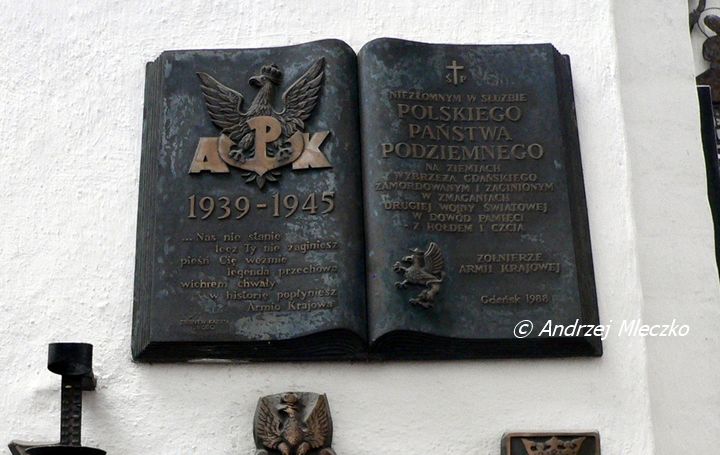 A P K
1939-1945
... Nas nie stanie
lecz Ty nie zaginiesz
pieśń Cię weźmie
legenda przechowa
wichrem chwały
w historię popłyniesz
Armio Krajowa
Ś P
NIEZŁOMNYM W SŁUŻBIE
POLSKIEGO
PAŃSTWA
PODZIEMNEGO
NA ZIEMIACH
WYBRZEŻA GDAŃSKIEGO
ZAMORDOWANYM I ZAGINIONYM
W ZMAGANIACH
DRUGIEJ WOJNY ŚWIATOWEJ
W DOWÓD PAMIĘCI
- Z HOŁDEM I CZCIĄ
ŻOŁNIERZE
ARMII KRAJOWEJ
Gdańsk 1988
© Andrzej Mleczko